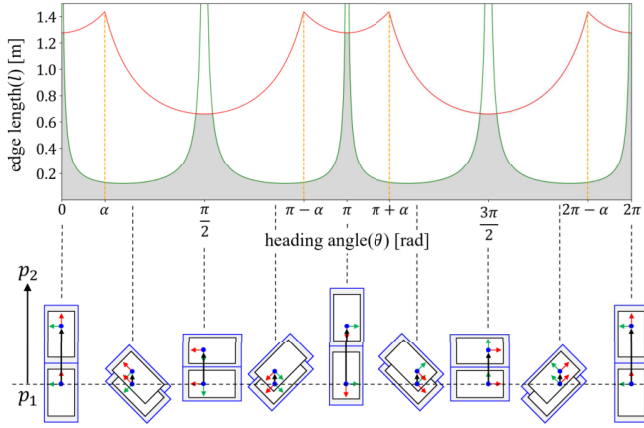 edge length(l) [m]
1.4
1.2
1.0
0.8
0.6
0.4
0.2
0 α π/2 π − α π π + α 3π/2 2π − α 2π
heading angle(θ) [rad]
p₂
p₁